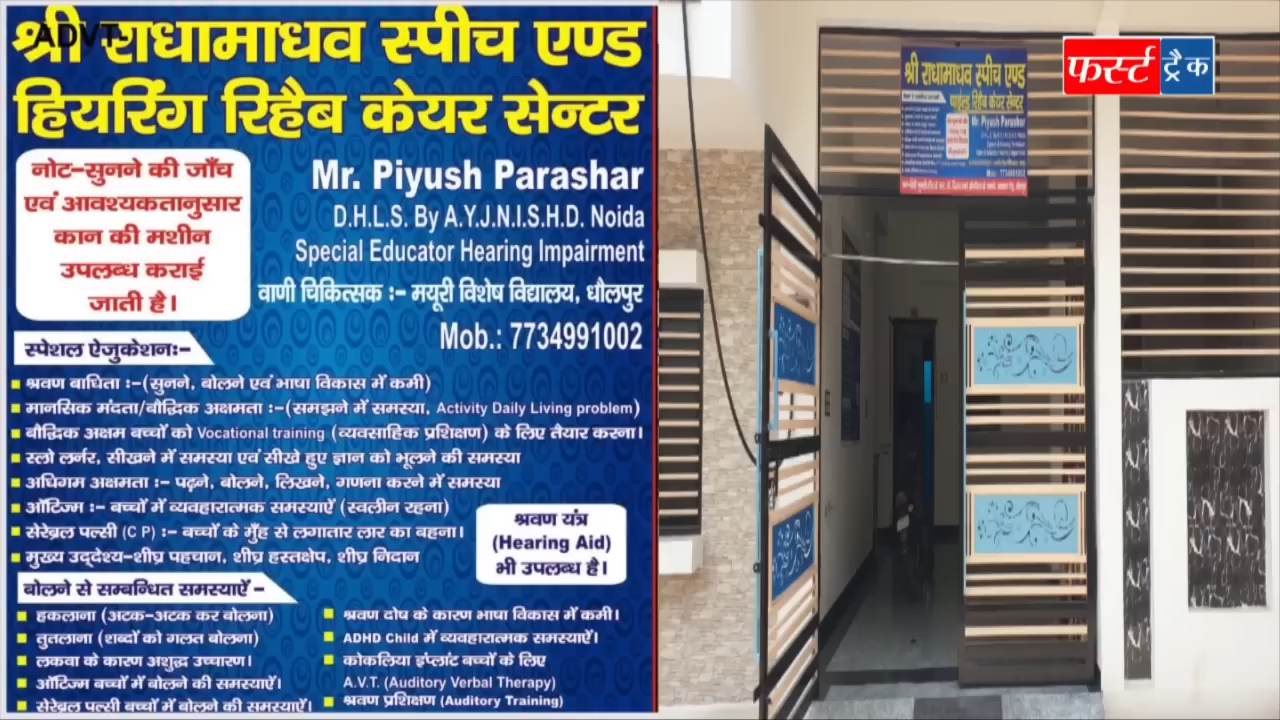 ADVT
श्री राधामाधव स्पीच एण्ड
हियरिंग रिहैब केयर सेन्टर
नोट-सुनने की जाँच
एवं आवश्यकतानुसार
कान की मशीन
उपलब्ध कराई
जाती है।
Mr. Piyush Parashar
D.H.L.S. By A.Y.J.N.I.S.H.D. Noida
Special Educator Hearing Impairment
वाणी चिकित्सक :- मयूरी विशेष विद्यालय, धौलपुर
Mob.: 7734991002
स्पेशल ऐजुकेशनः-
श्रवण बाधिता :-(सुनने, बोलने एवं भाषा विकास में कमी)
मानसिक मंदता/बौद्धिक अक्षमता :-(समझने में समस्या, Activity Daily Living problem)
बौद्धिक अक्षम बच्चों को Vocational training (व्यवसाहिक प्रशिक्षण) के लिए तैयार करना।
स्लो लर्नर, सीखने में समस्या एवं सीखे हुए ज्ञान को भूलने की समस्या
अधिगम अक्षमता :- पढ़ने, बोलने, लिखने, गणना करने में समस्या
ऑटिज्म :- बच्चों में व्यवहारात्मक समस्याऐं (स्वलीन रहना)
सेरेब्रल पल्सी (C P) :- बच्चों के मुँह से लगातार लार का बहना।
मुख्य उद्देश्य-शीघ्र पहचान, शीघ्र हस्तक्षेप, शीघ्र निदान
श्रवण यंत्र
(Hearing Aid)
भी उपलब्ध है।
बोलने से सम्बन्धित समस्याऐं -
हकलाना (अटक-अटक कर बोलना)
तुतलाना (शब्दों को गलत बोलना)
लकवा के कारण अशुद्ध उच्चारण।
ऑटिज्म बच्चों में बोलने की समस्याऐं।
सेरेब्रल पल्सी बच्चों में बोलने की समस्याऐं।
श्रवण दोष के कारण भाषा विकास में कमी।
ADHD Child में व्यवहारात्मक समस्याऐं।
कोकलिया इंप्लांट बच्चों के लिए
A.V.T. (Auditory Verbal Therapy)
श्रवण प्रशिक्षण (Auditory Training)
फर्स्ट ट्रैक
श्री राधामाधव स्पीच एण्ड
केयर सेन्टर
Mr. Piyush Parashar
Mob.: 7734991002